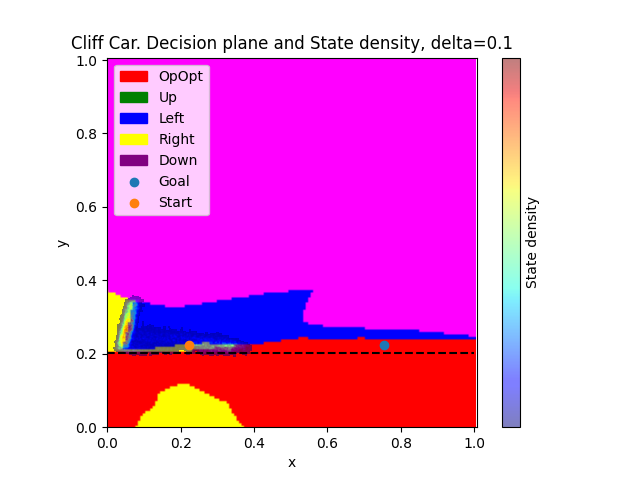 Cliff Car. Decision plane and State density, delta=0.1
1.0
0.8
0.6
0.4
0.2
0.0
y
OpOpt
Up
Left
Right
Down
Goal
Start
0.0 0.2 0.4 0.6 0.8 1.0
x
State density